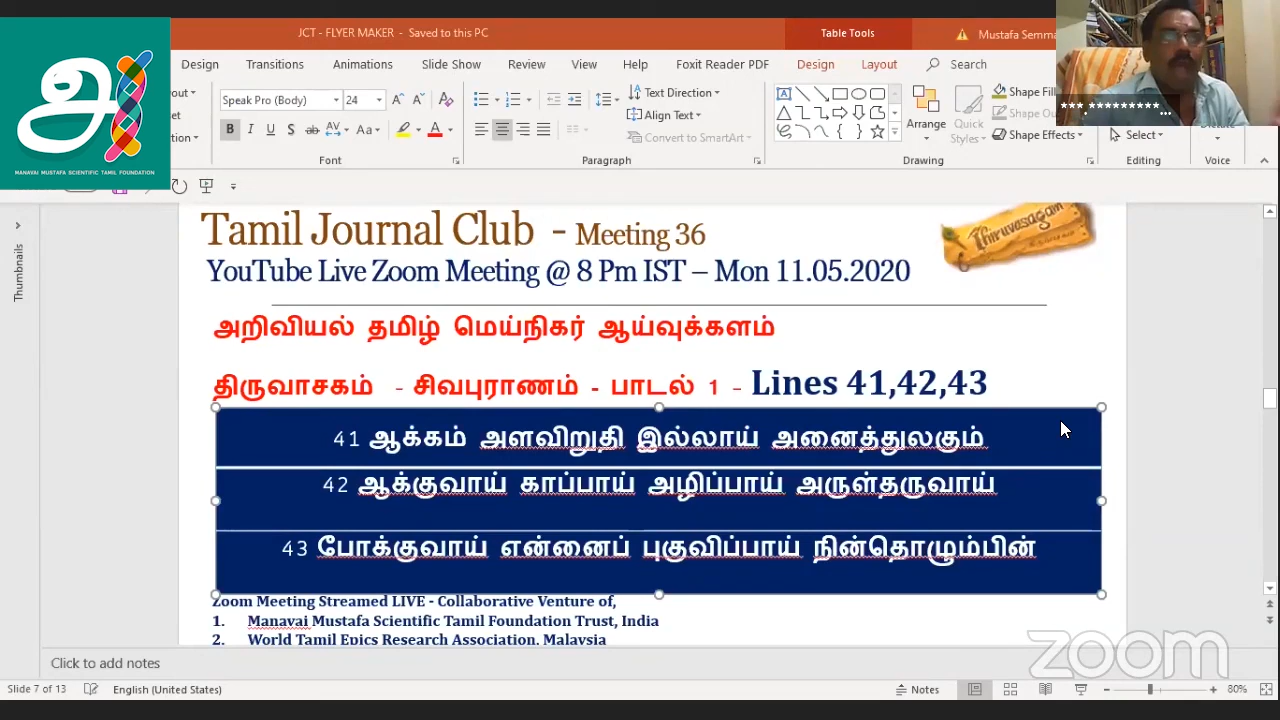 JCT - FLYER MAKER - Saved to this PC
Table Tools
Mustafa
Design Transitions Animations Slide Show Review View Help Foxit Reader PDF Design Layout Search
Speak Pro (Body) 24
B I U S ab AV Aa A
Font
Text Direction
Align Text
Convert to SmartArt
Paragraph
Arrange
Quick Styles
Shape Fill
Shape Effects
Drawing
Select
Editing
Voice
அ
MANAVAI MUSTAFA SCIENTIFIC TAMIL FOUNDATION
Thumbnails
Tamil Journal Club - Meeting 36
Thiruvasagam
YouTube Live Zoom Meeting @ 8 Pm IST – Mon 11.05.2020
அறிவியல் தமிழ் மெய்நிகர் ஆய்வுக்களம்
திருவாசகம் - சிவபுராணம் - பாடல் 1 - Lines 41,42,43
41 ஆக்கம் அளவிறுதி இல்லாய் அனைத்துலகும்
42 ஆக்குவாய் காப்பாய் அழிப்பாய் அருள்தருவாய்
43 போக்குவாய் என்னைப் புகுவிப்பாய் நின்தொழும்பின்
Zoom Meeting Streamed LIVE - Collaborative Venture of,
1. Manavai Mustafa Scientific Tamil Foundation Trust, India
2. World Tamil Epics Research Association, Malaysia
Click to add notes
zoom
Slide 7 of 13 English (United States) Notes 80%